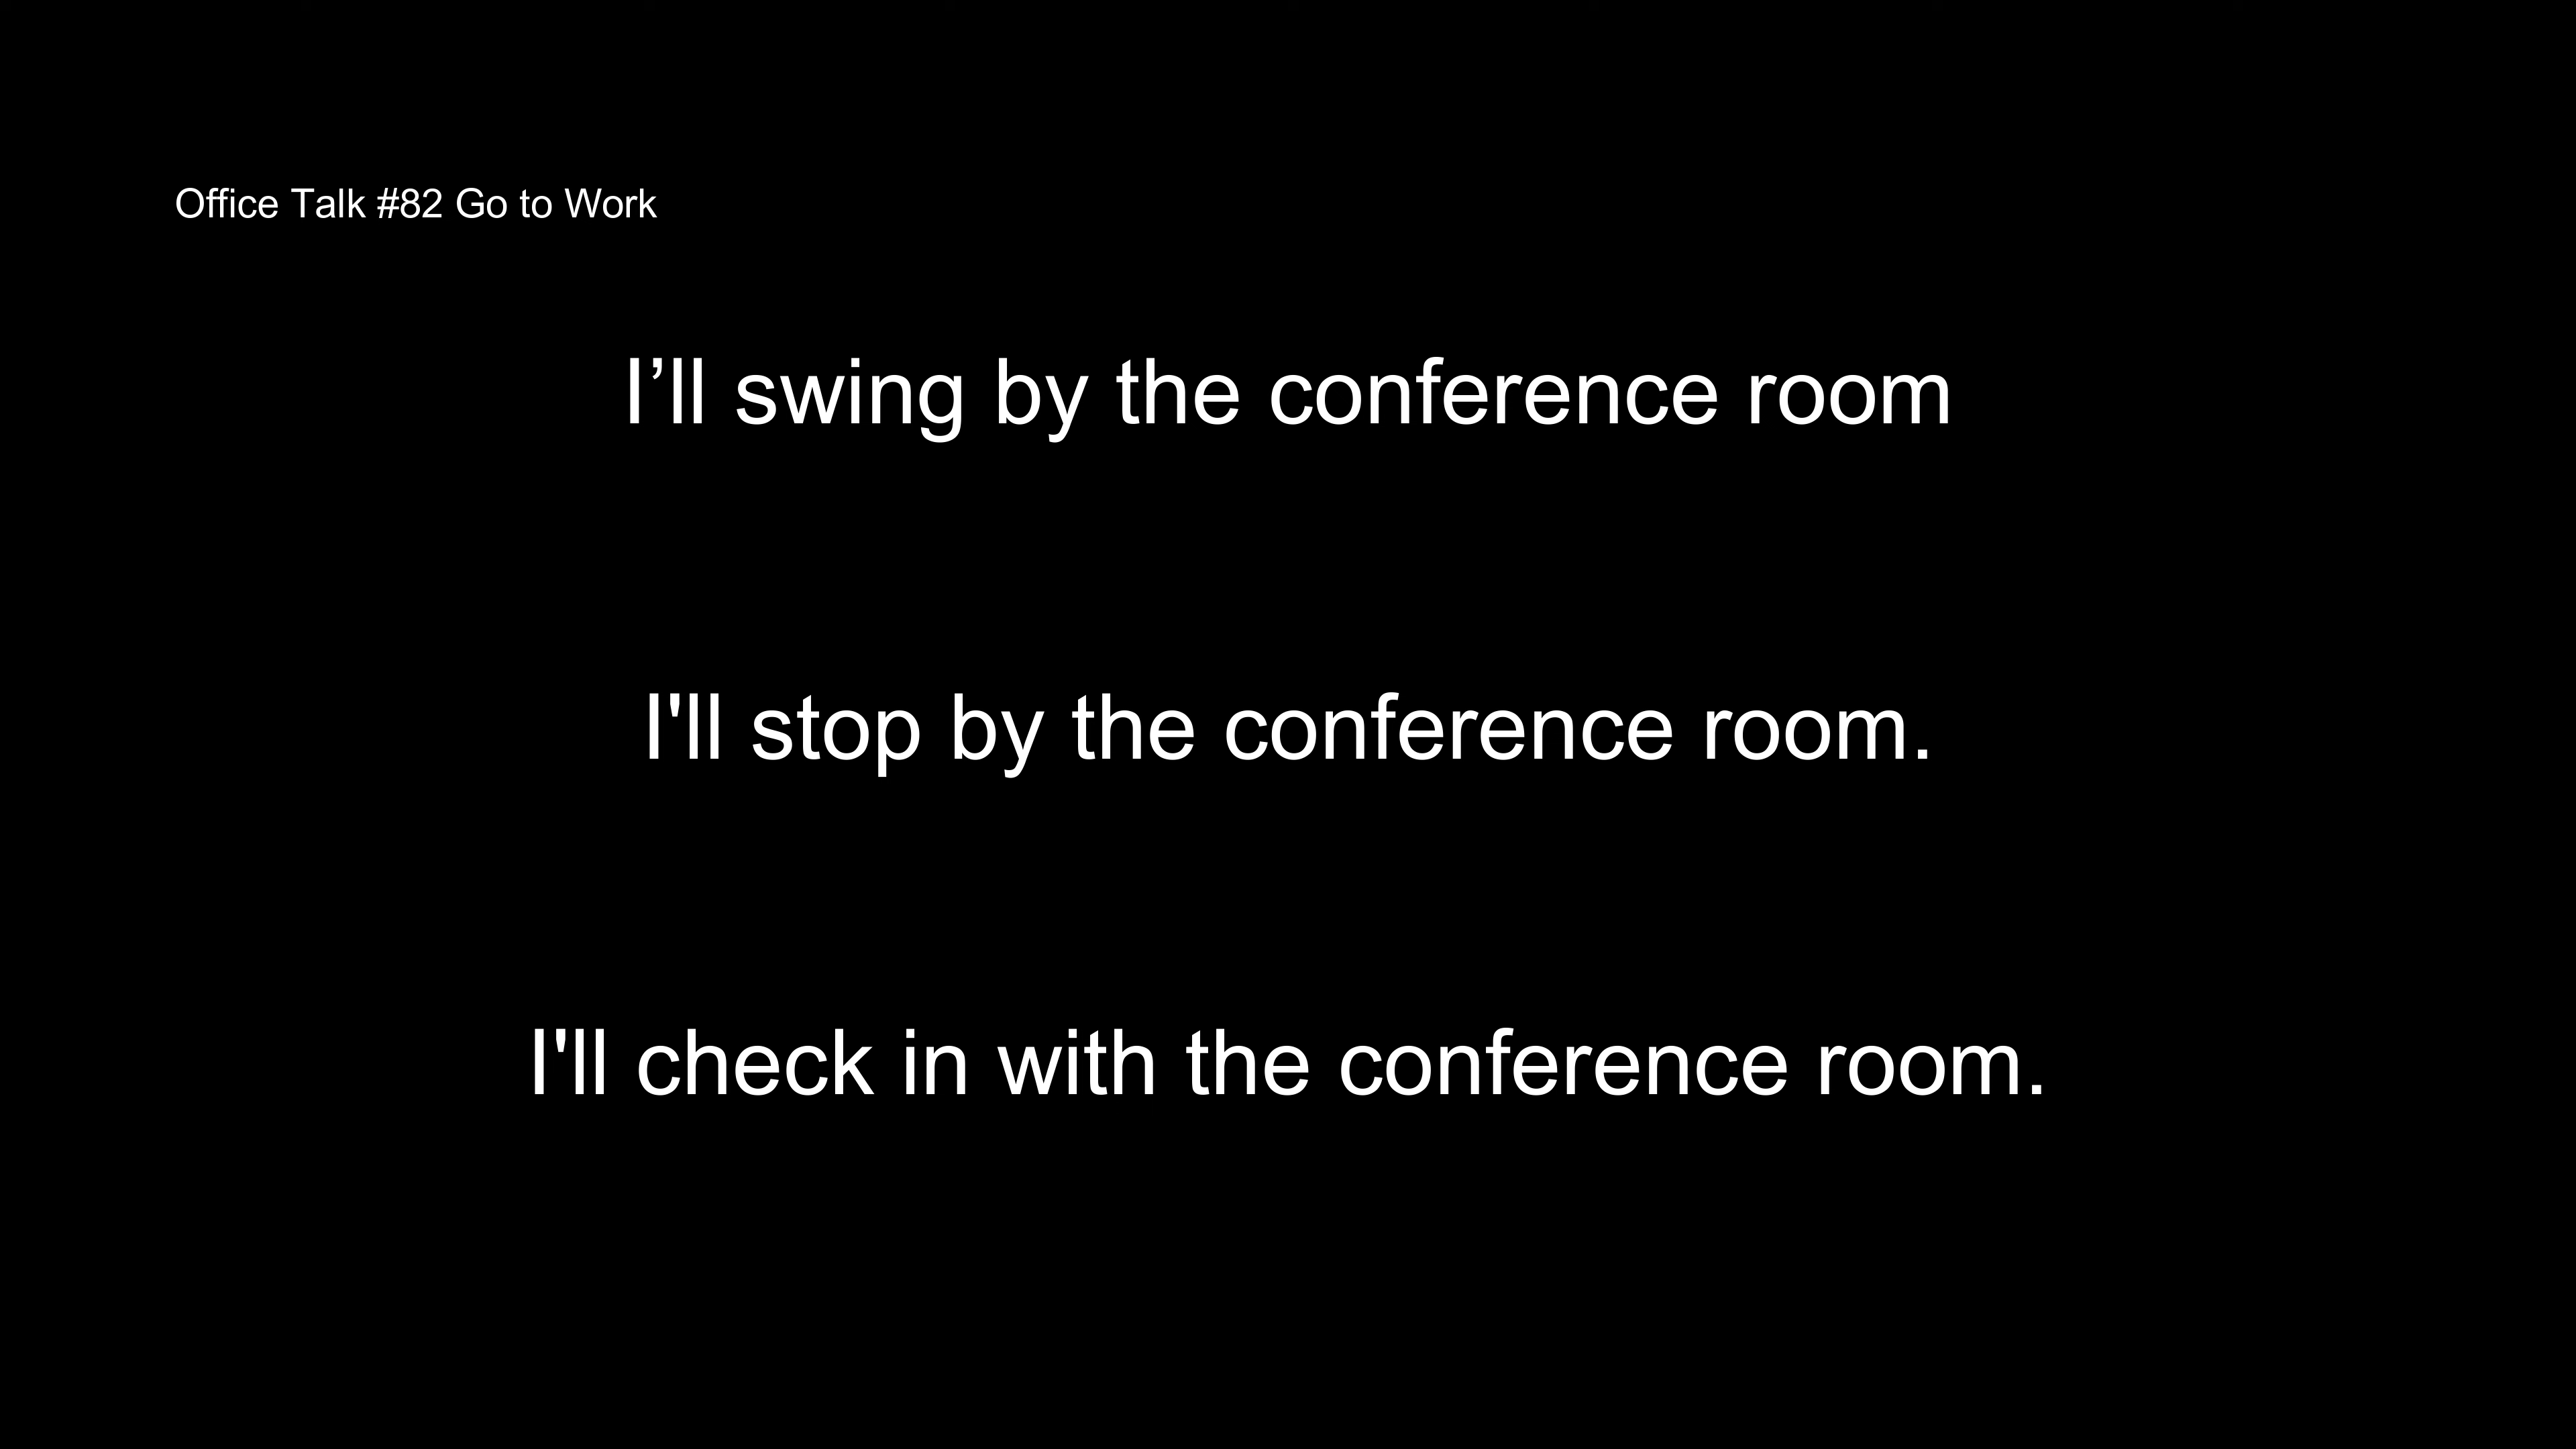 Office Talk #82 Go to Work
I’ll swing by the conference room
I'll stop by the conference room.
I'll check in with the conference room.